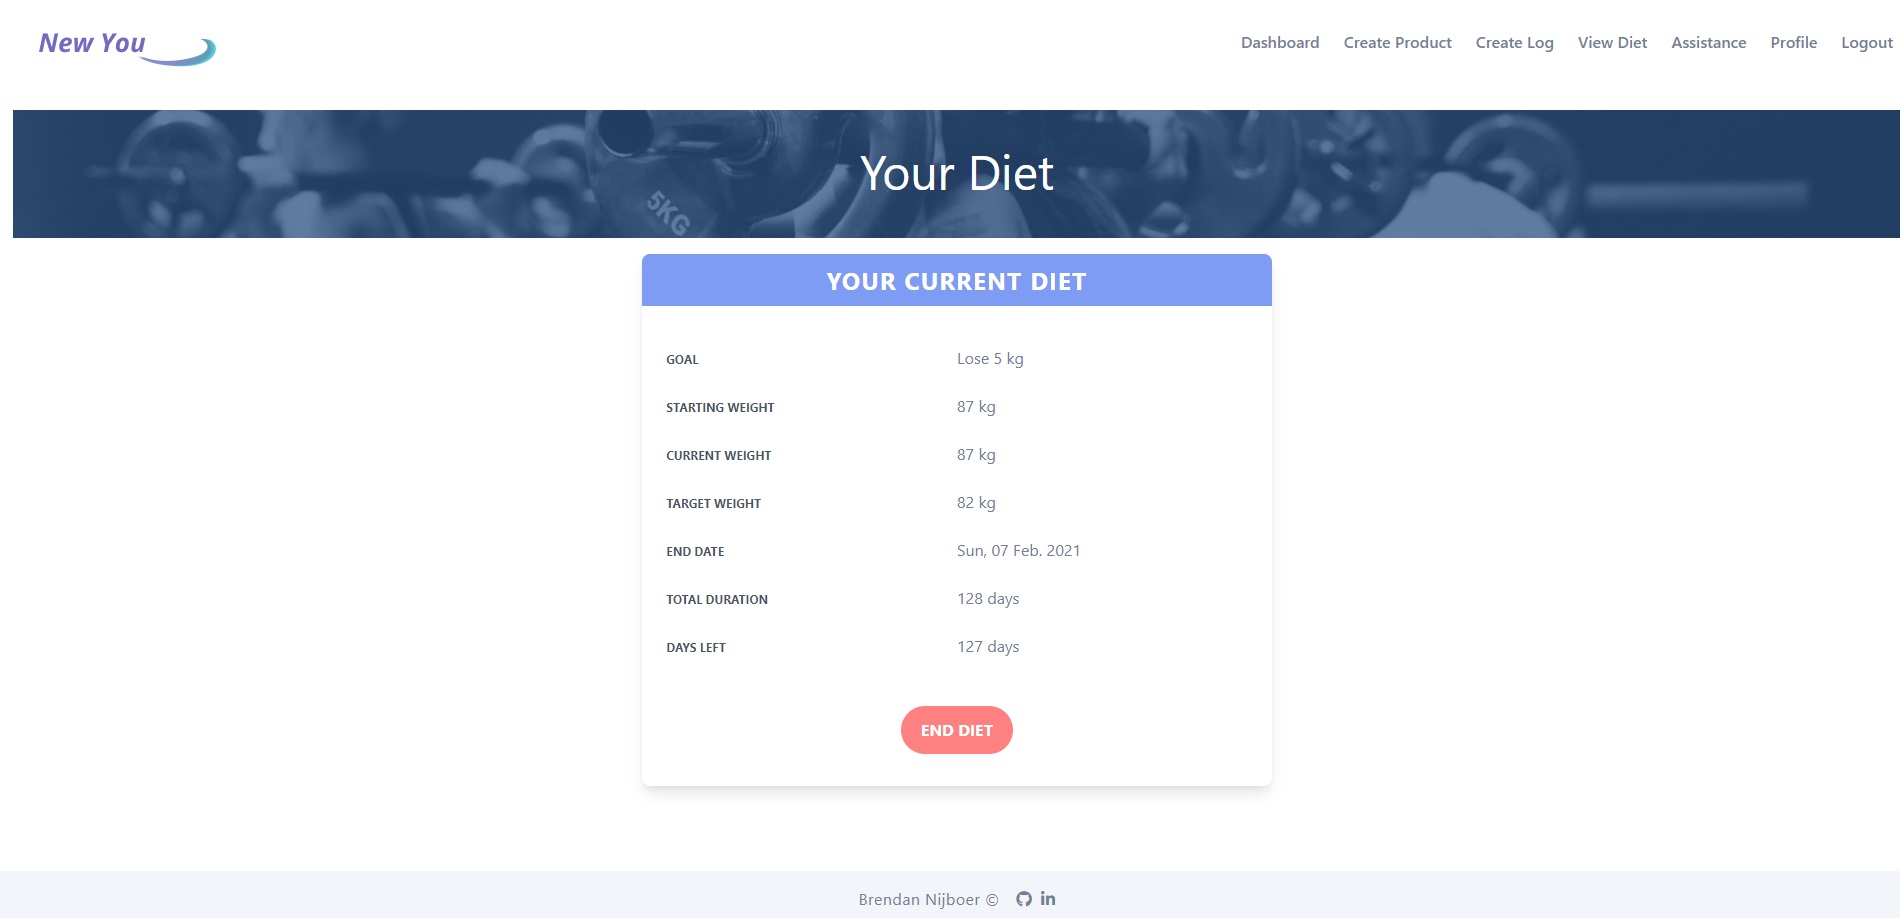 New You
Dashboard Create Product Create Log View Diet Assistance Profile Logout
5KG
Your Diet
YOUR CURRENT DIET
GOAL Lose 5 kg
STARTING WEIGHT 87 kg
CURRENT WEIGHT 87 kg
TARGET WEIGHT 82 kg
END DATE Sun, 07 Feb. 2021
TOTAL DURATION 128 days
DAYS LEFT 127 days
END DIET
Brendan Nijboer © in